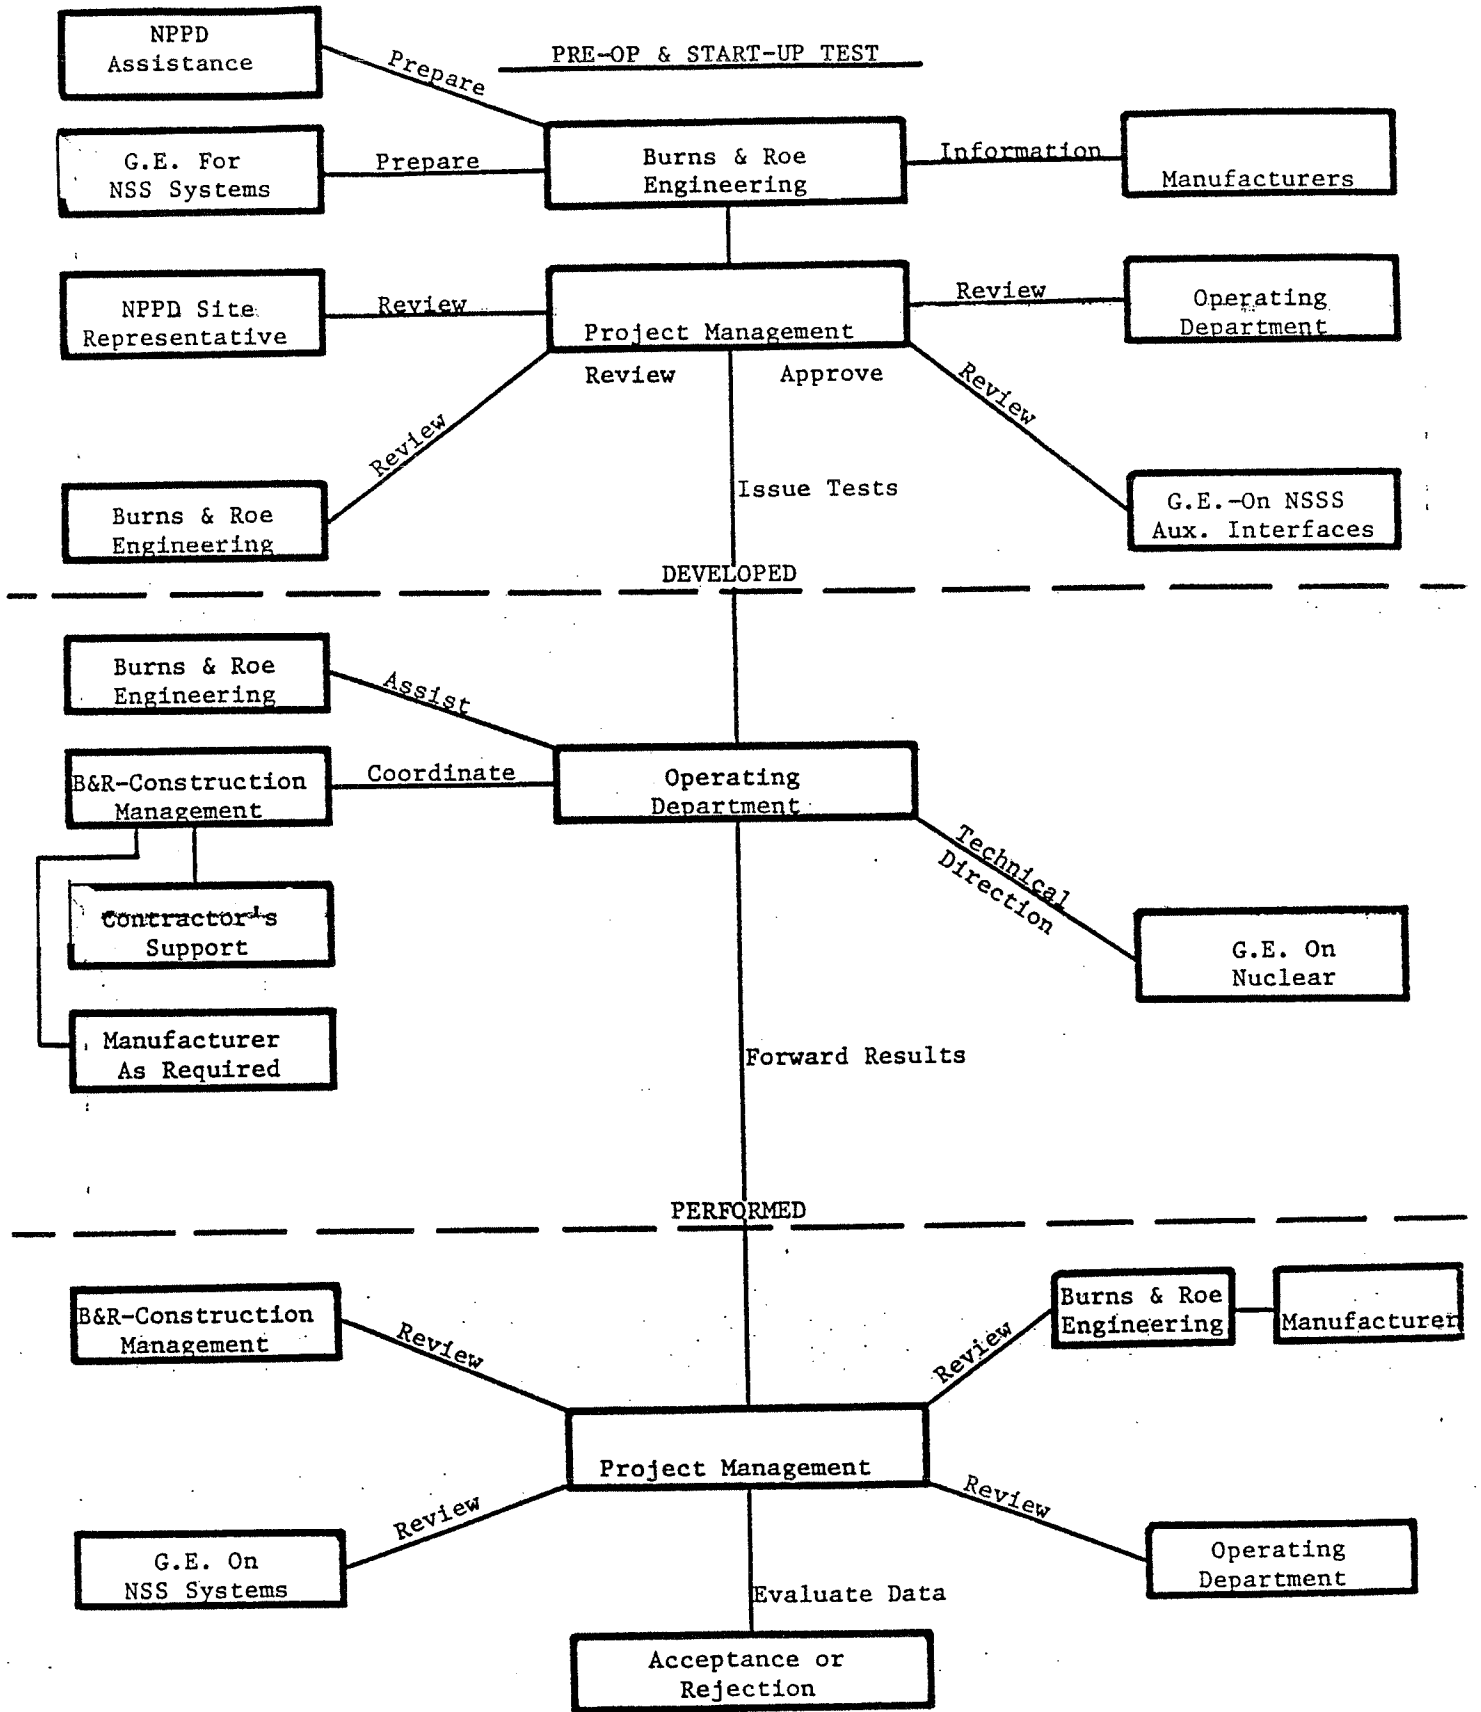 NPPD
Assistance
Prepare
PRE-OP & START-UP TEST
G.E. For
NSS Systems
Prepare
Burns & Roe
Engineering
Information
Manufacturers
NPPD Site
Representative
Review
Project Management
Review
Operating
Department
Review
Approve
Review
Review
Burns & Roe
Engineering
Issue Tests
G.E.-On NSSS
Aux. Interfaces
DEVELOPED
Burns & Roe
Engineering
Assist
B&R-Construction
Management
Coordinate
Operating
Department
Technical
Direction
Contractor's
Support
G.E. On
Nuclear
Manufacturer
As Required
Forward Results
PERFORMED
B&R-Construction
Management
Review
Review
Burns & Roe
Engineering
Manufacturer
Project Management
Review
Review
G.E. On
NSS Systems
Operating
Department
Evaluate Data
Acceptance or
Rejection